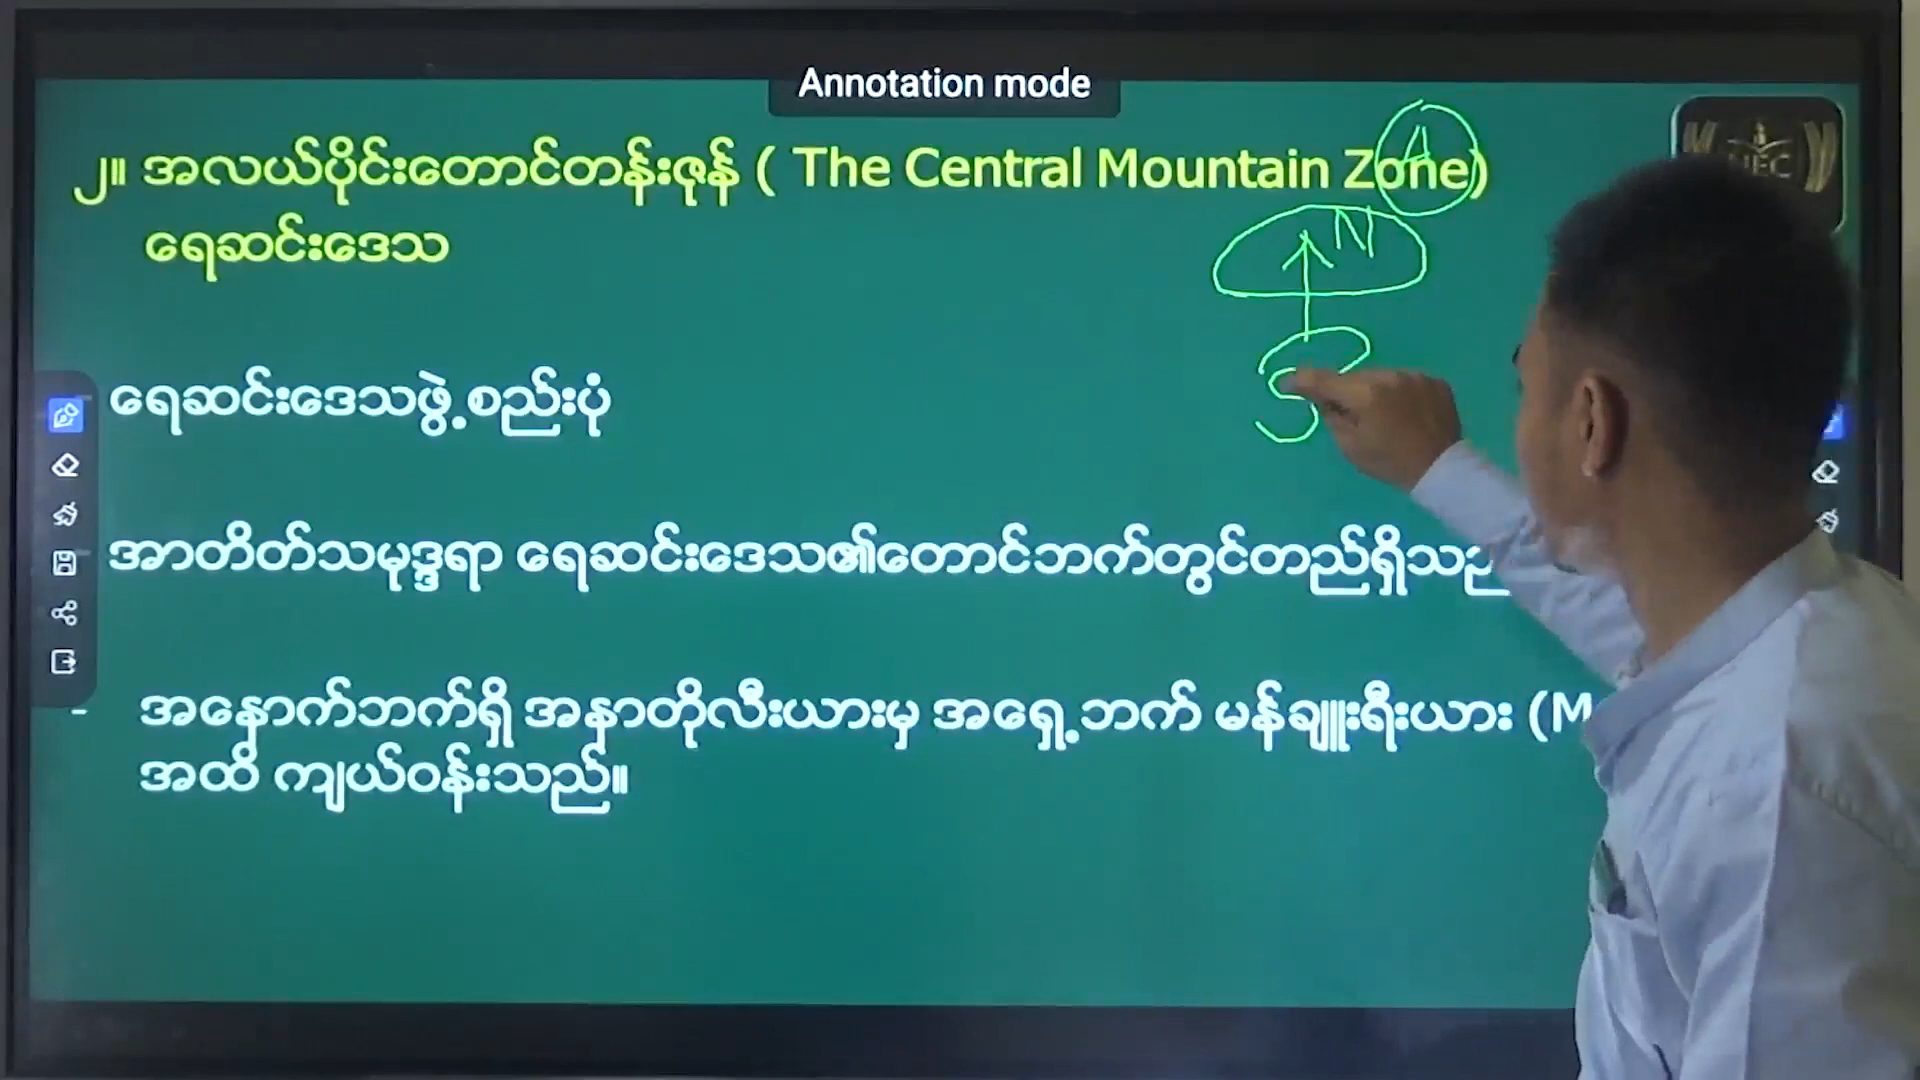 Annotation mode
၂။ အလယ်ပိုင်းတောင်တန်းဇုန် ( The Central Mountain Zone)
ရေဆင်းဒေသ
A
N
S
ရေဆင်းဒေသဖွဲ့စည်းပုံ
အာတိတ်သမုဒ္ဒရာ ရေဆင်းဒေသ၏တောင်ဘက်တွင်တည်ရှိသည
- အနောက်ဘက်ရှိ အနာတိုလီးယားမှ အရှေ့ဘက် မန်ချူးရီးယား (M
အထိ ကျယ်ဝန်းသည်။